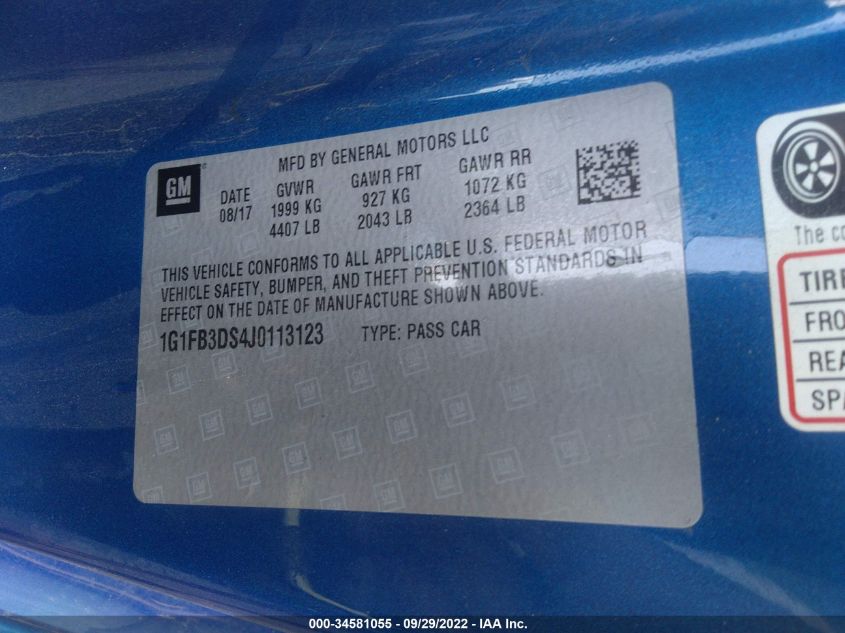 MFD BY GENERAL MOTORS LLC
GM
DATE GVWR GAWR FRT GAWR RR
08/17 1999 KG 927 KG 1072 KG
4407 LB 2043 LB 2364 LB
THIS VEHICLE CONFORMS TO ALL APPLICABLE U.S. FEDERAL MOTOR
VEHICLE SAFETY, BUMPER, AND THEFT PREVENTION STANDARDS IN
EFFECT ON THE DATE OF MANUFACTURE SHOWN ABOVE.
1G1FB3DS4J0113123 TYPE: PASS CAR
The co
TIRE
FRO
REA
SPA
000-34581055 - 09/29/2022 - IAA Inc.